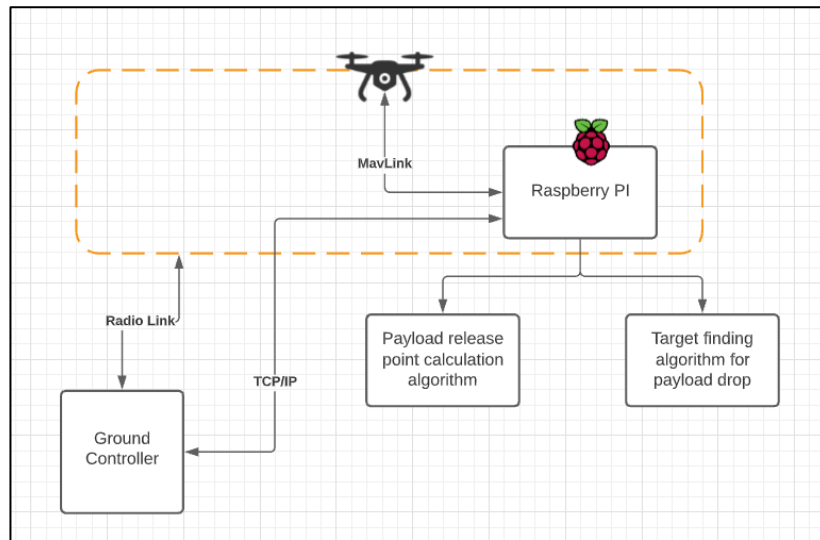 MavLink
Raspberry PI
Radio Link
Payload release
point calculation
algorithm
Target finding
algorithm for
payload drop
TCP/IP
Ground
Controller